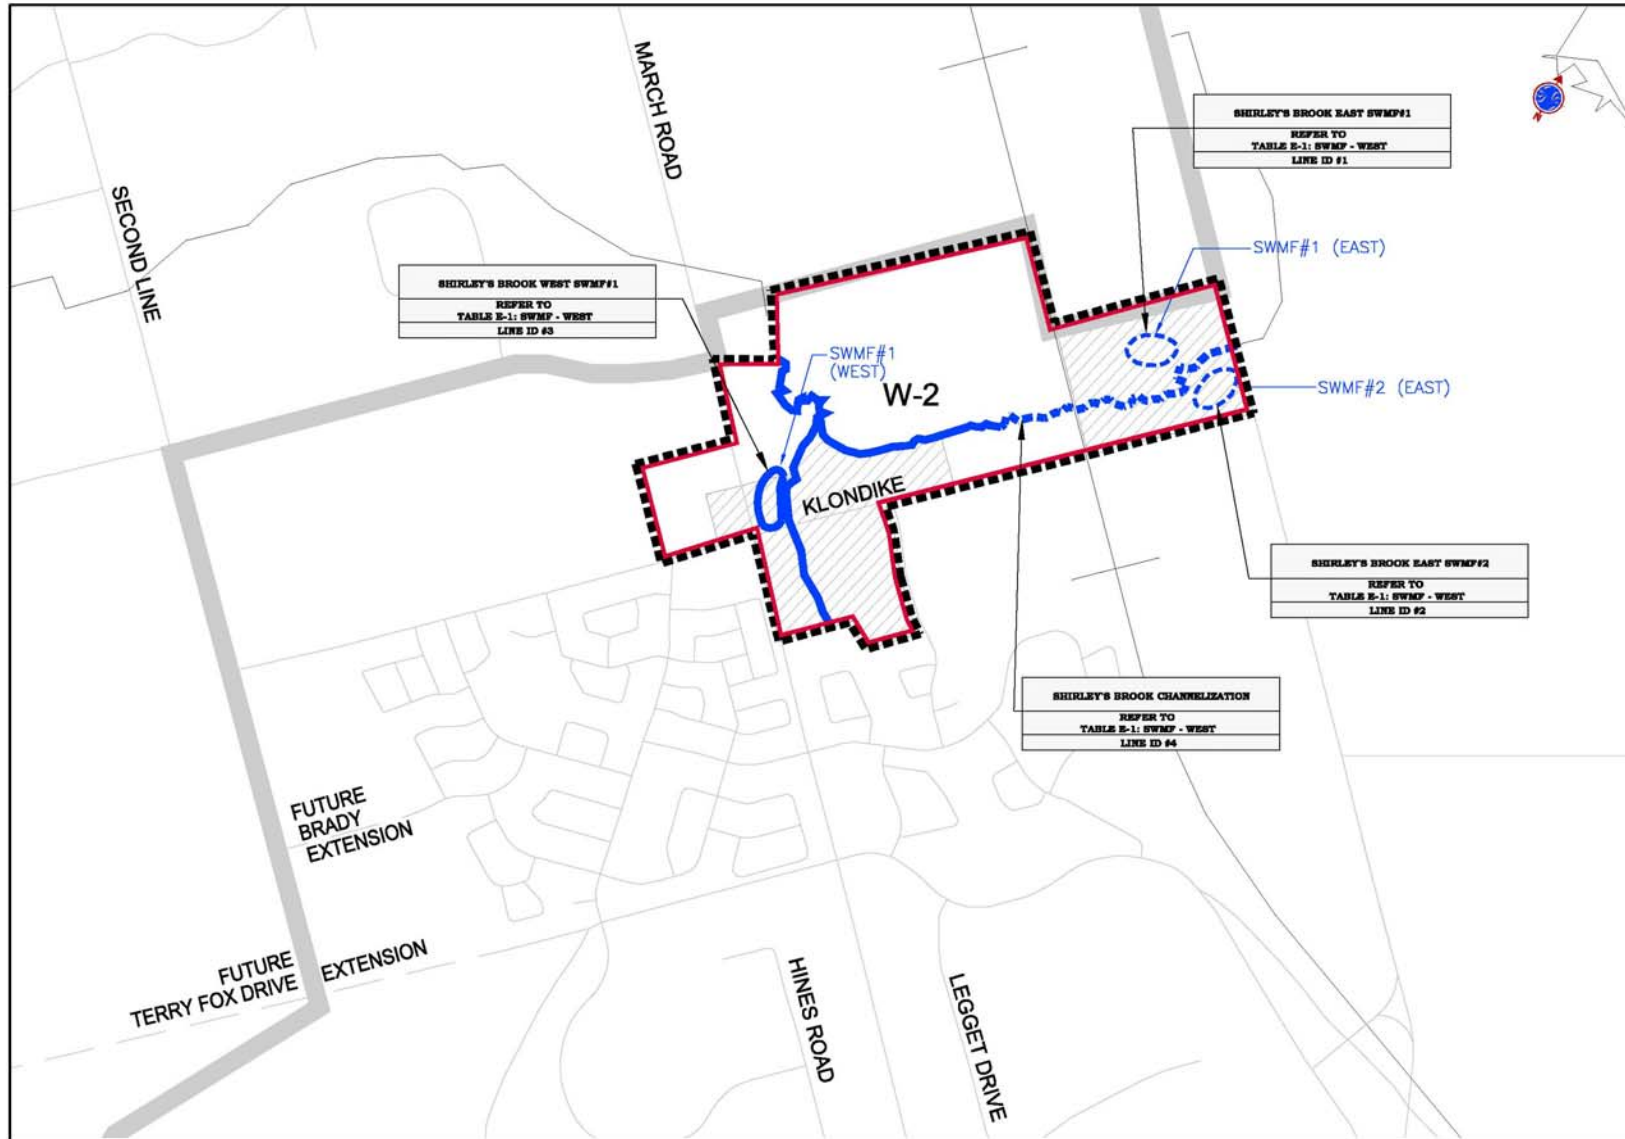 MARCH ROAD
SECOND LINE
SHIRLEY'S BROOK EAST SWMF#1
REFER TO
TABLE E-1: SWMF - WEST
LINE ID #1
SWMF#1 (EAST)
SHIRLEY'S BROOK WEST SWMF#1
REFER TO
TABLE E-1: SWMF - WEST
LINE ID #3
SWMF#1
(WEST)
W-2
SWMF#2 (EAST)
KLONDIKE
SHIRLEY'S BROOK EAST SWMF#2
REFER TO
TABLE E-1: SWMF - WEST
LINE ID #2
SHIRLEY'S BROOK CHANNELIZATION
REFER TO
TABLE E-1: SWMF - WEST
LINE ID #4
FUTURE
BRADY
EXTENSION
FUTURE
TERRY FOX DRIVE EXTENSION
HINES ROAD
LEGGET DRIVE